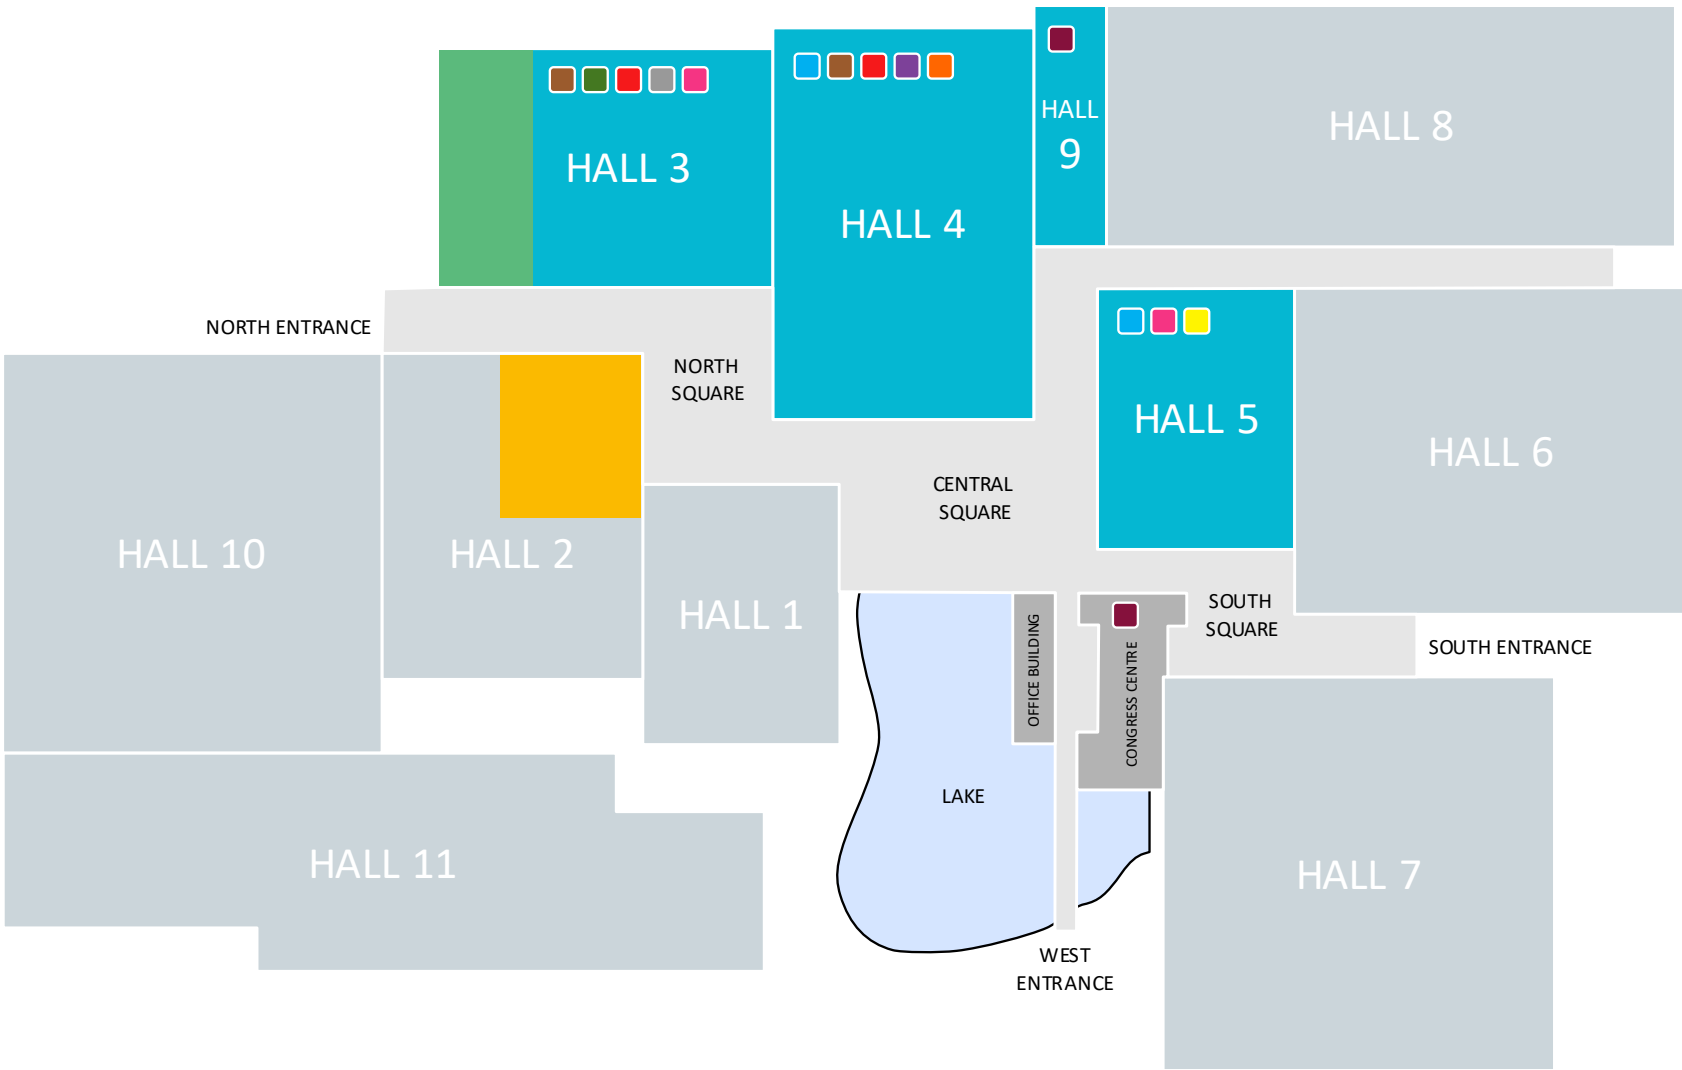 HALL
9
HALL 8
HALL 3
HALL 4
NORTH ENTRANCE
NORTH
SQUARE
HALL 5
HALL 6
CENTRAL
SQUARE
HALL 10
HALL 2
HALL 1
OFFICE BUILDING
CONGRESS CENTRE
SOUTH
SQUARE
SOUTH ENTRANCE
LAKE
HALL 11
HALL 7
WEST
ENTRANCE